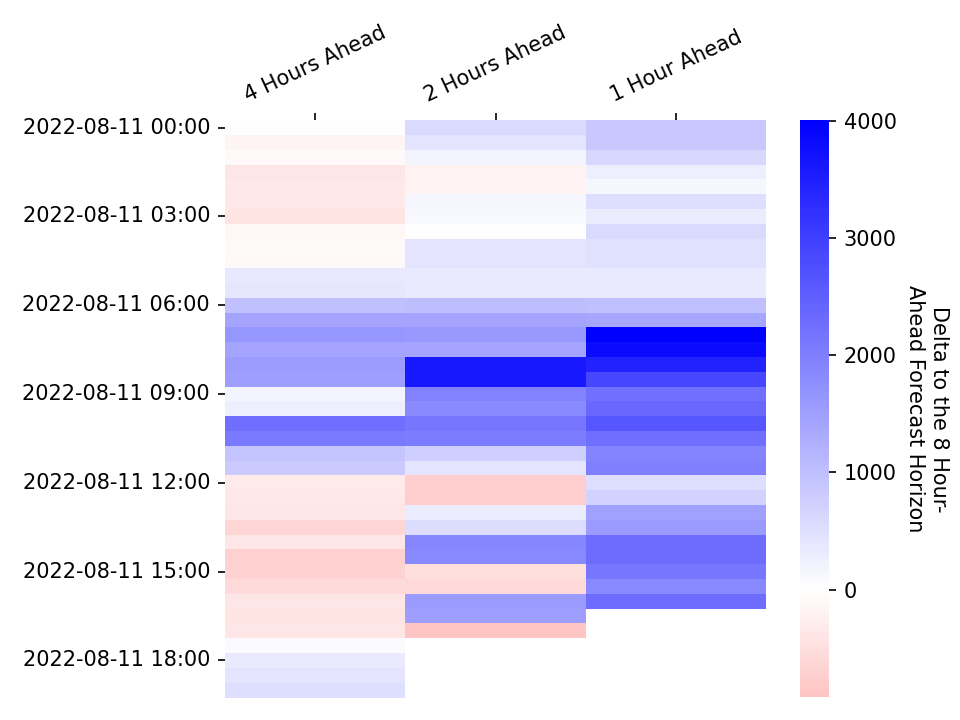 4 Hours Ahead
2 Hours Ahead
1 Hour Ahead
2022-08-11 00:00
2022-08-11 03:00
2022-08-11 06:00
2022-08-11 09:00
2022-08-11 12:00
2022-08-11 15:00
2022-08-11 18:00
4000
3000
2000
1000
0
Delta to the 8 Hour-
Ahead Forecast Horizon